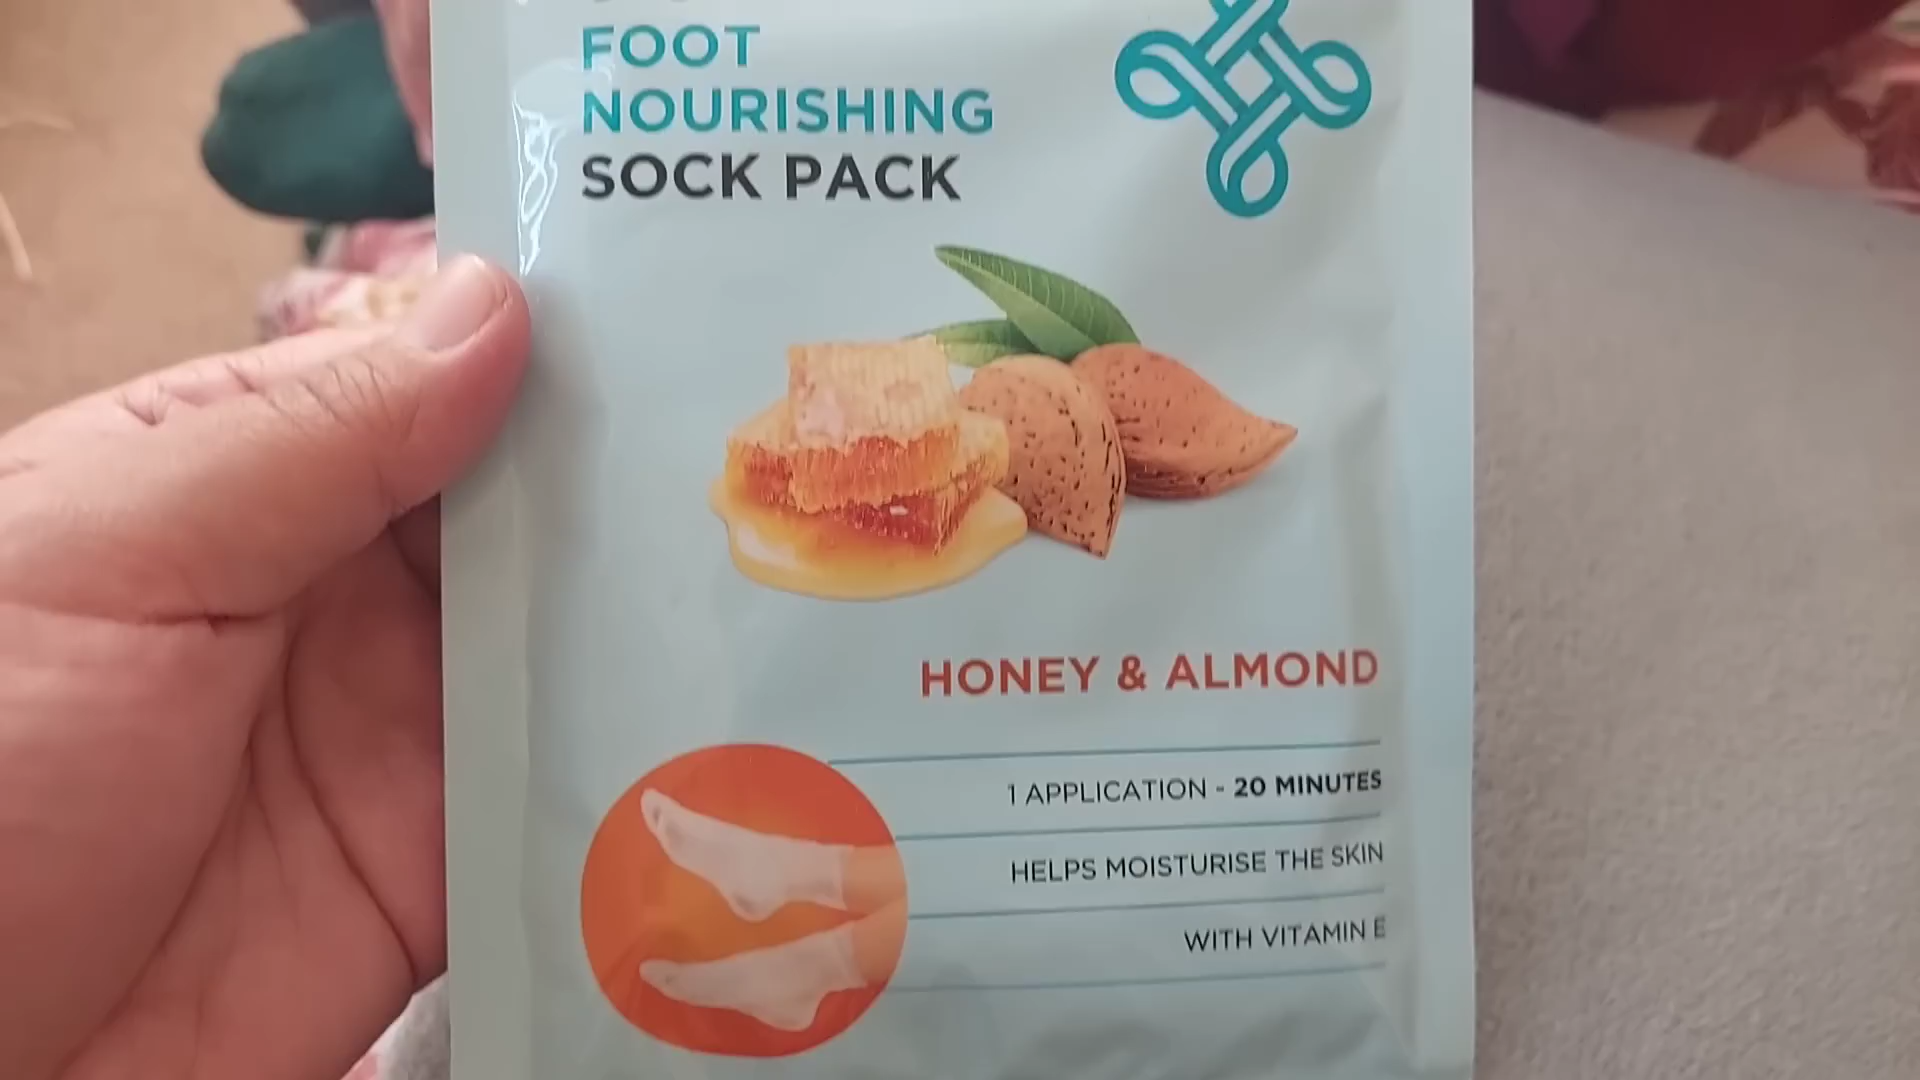 FOOT
NOURISHING
SOCK PACK
HONEY & ALMOND
1 APPLICATION - 20 MINUTES
HELPS MOISTURISE THE SKIN
WITH VITAMIN E